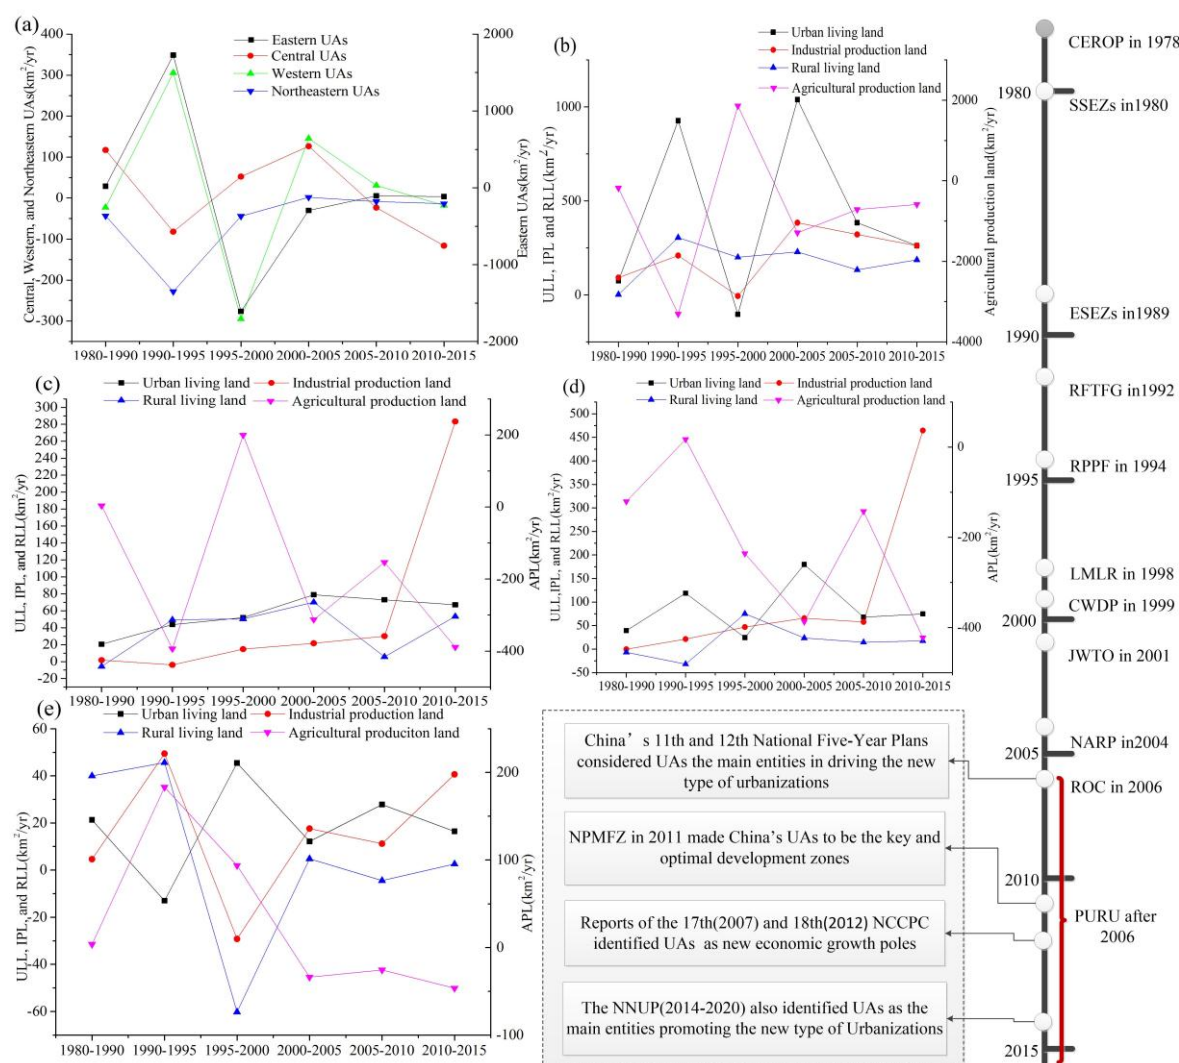 (a)
Eastern UAs
Central UAs
Western UAs
Northeastern UAs
Central, Western, and Northeastern UAs(km²/yr)
400
300
200
100
0
-100
-200
-300
Eastern UAs(km²/yr)
2000
1000
0
-1000
-2000
1980-1990 1990-1995 1995-2000 2000-2005 2005-2010 2010-2015
(b)
Urban living land
Industrial production land
Rural living land
Agricultural production land
ULL, IPL and RLL(km²/yr)
1000
500
0
Agricultural production land(km²/yr)
2000
0
-2000
-4000
1980-1990 1990-1995 1995-2000 2000-2005 2005-2010 2010-2015
(c)
Urban living land
Industrial production land
Rural living land
Agricultural production land
ULL, IPL, and RLL(km²/yr)
300
280
260
240
220
200
180
160
140
120
100
80
60
40
20
0
-20
APL(km²/yr)
200
0
-200
-400
1980-1990 1990-1995 1995-2000 2000-2005 2005-2010 2010-2015
(d)
Urban living land
Industrial production land
Rural living land
Agricultural production land
ULL,IPL, and RLL(km²/yr)
500
450
400
350
300
250
200
150
100
50
0
-25
-50
APL(km²/yr)
0
-200
-400
1980-1990 1990-1995 1995-2000 2000-2005 2005-2010 2010-2015
(e)
Urban living land
Industrial production land
Rural living land
Agricultural produciton land
ULL, IPL, and RLL(km²/yr)
60
40
20
0
-20
-40
-60
APL(km²/yr)
200
100
0
-100
1980-1990 1990-1995 1995-2000 2000-2005 2005-2010 2010-2015
China's 11th and 12th National Five-Year Plans
considered UAs the main entities in driving the new
type of urbanizations
NPMFZ in 2011 made China's UAs to be the key and
optimal development zones
Reports of the 17th(2007) and 18th(2012) NCCPC
identified UAs as new economic growth poles
The NNUP(2014-2020) also identified UAs as the
main entities promoting the new type of Urbanizations
CEROP in 1978
1980
SSEZs in1980
ESEZs in1989
1990
RFTFG in1992
RPPF in 1994
1995
LMLR in 1998
CWDP in 1999
2000
JWTO in 2001
NARP in2004
2005
ROC in 2006
2010
PURU after
2006
2015